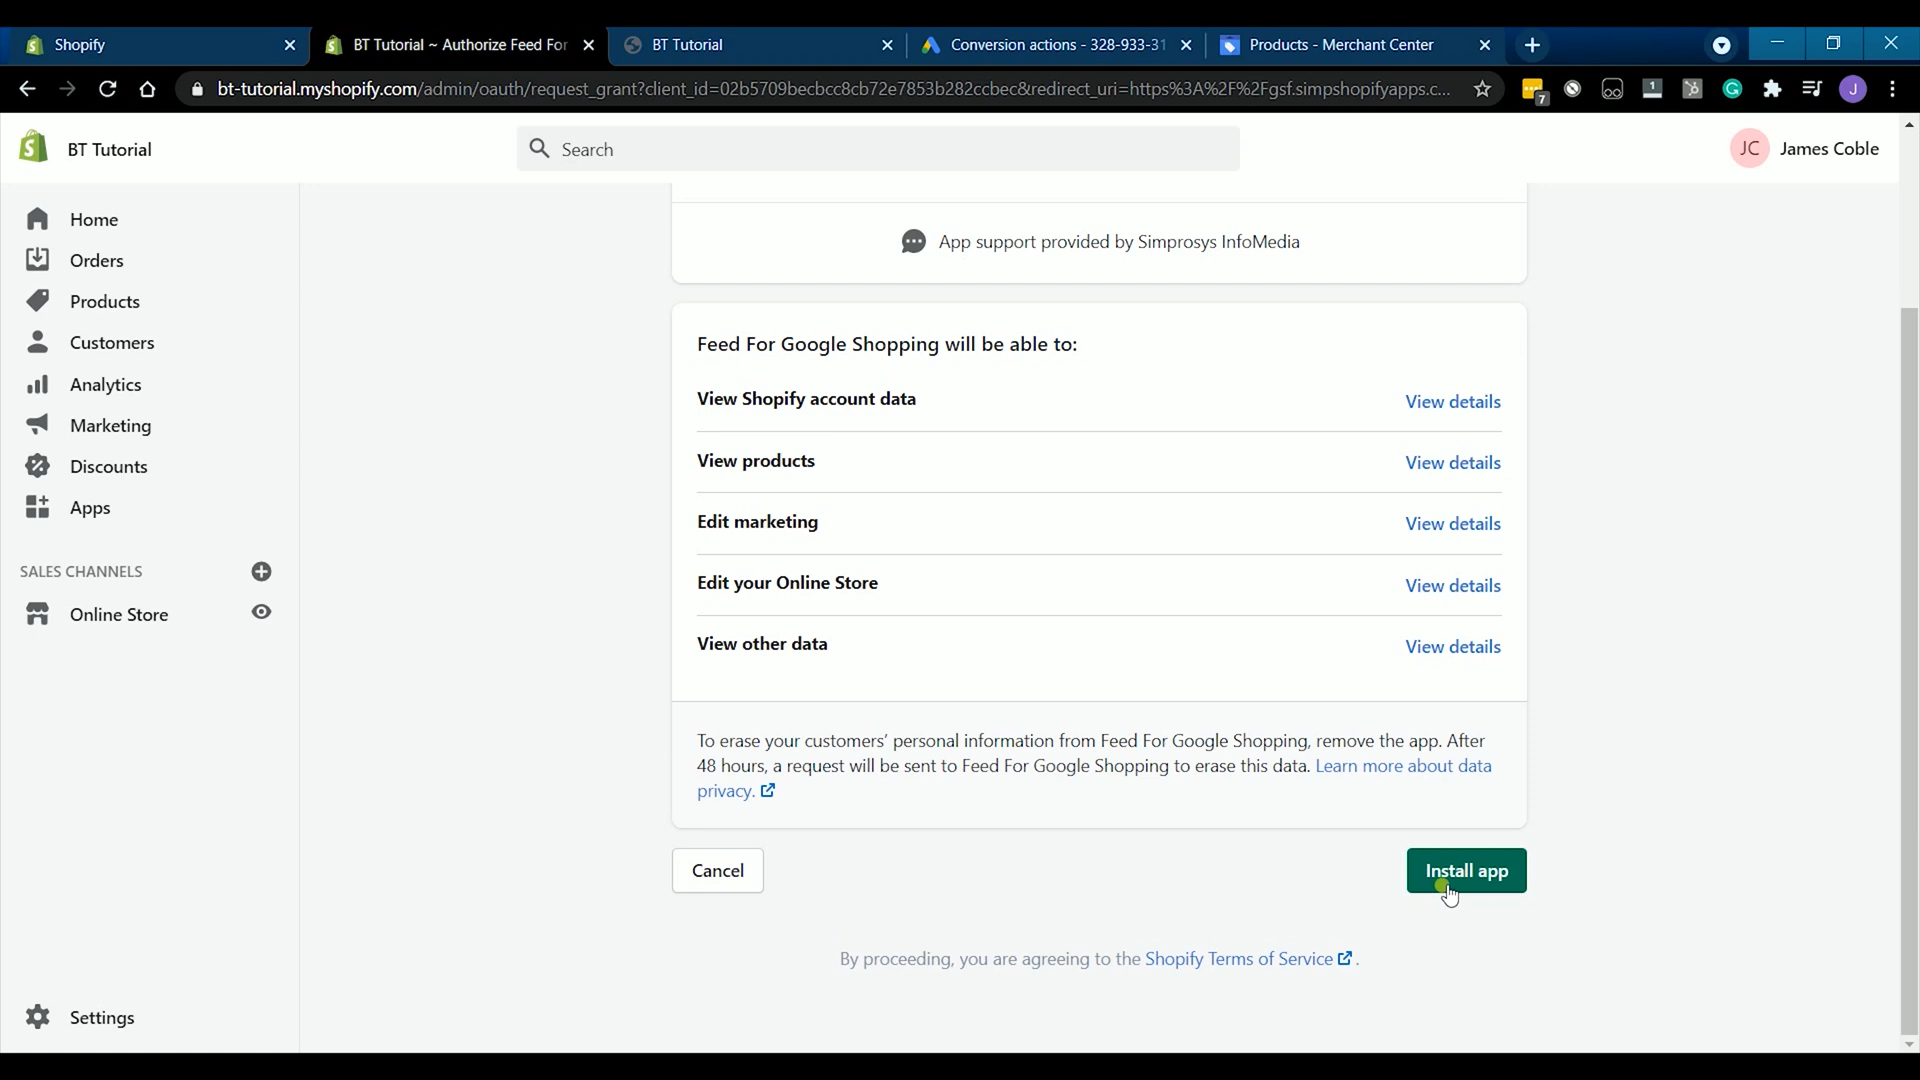 Shopify
BT Tutorial ~ Authorize Feed For
BT Tutorial
Conversion actions - 328-933-31
Products - Merchant Center
bt-tutorial.myshopify.com/admin/oauth/request_grant?client_id=02b5709becbcc8cb72e7853b282ccbec&redirect_uri=https%3A%2F%2Fgsf.simpshopifyapps.c...
7
1
J
BT Tutorial
Search
JC
James Coble
Home
Orders
Products
Customers
Analytics
Marketing
Discounts
Apps
SALES CHANNELS
Online Store
Settings
App support provided by Simprosys InfoMedia
Feed For Google Shopping will be able to:
View Shopify account data View details
View products View details
Edit marketing View details
Edit your Online Store View details
View other data View details
To erase your customers' personal information from Feed For Google Shopping, remove the app. After
48 hours, a request will be sent to Feed For Google Shopping to erase this data. Learn more about data
privacy.
Cancel
Install app
By proceeding, you are agreeing to the Shopify Terms of Service.